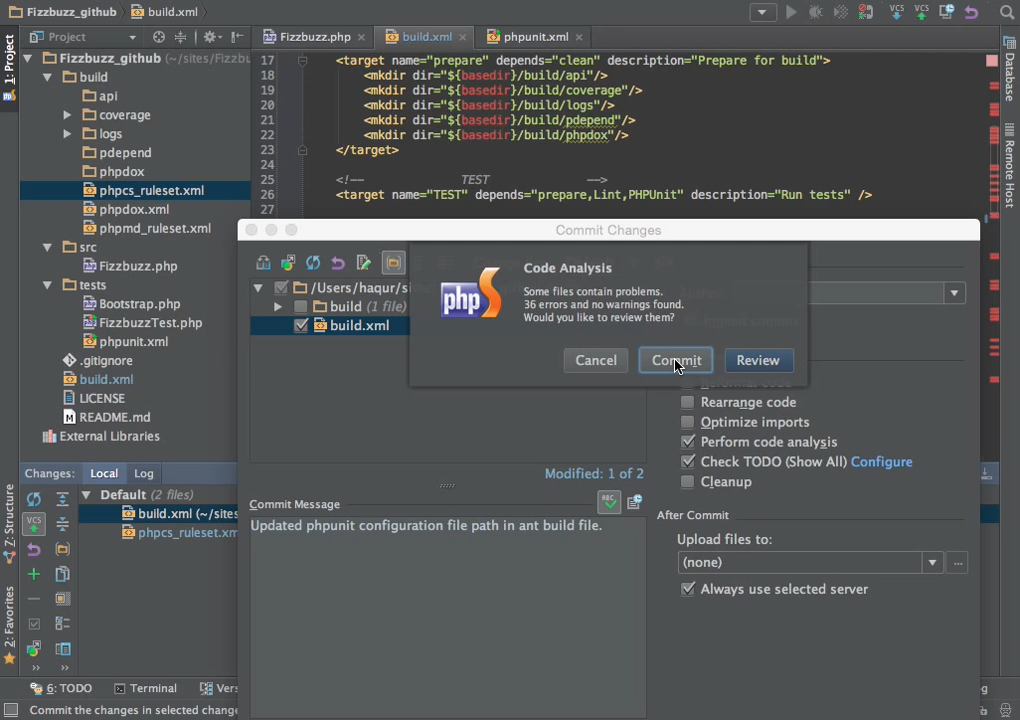 Fizzbuzz_github
build.xml
1: Project
Project
Fizzbuzz.php
build.xml
phpunit.xml
Fizzbuzz_github (~/sites/Fizzbu
build
api
coverage
logs
pdepend
phpdox
phpcs_ruleset.xml
phpdox.xml
phpmd_ruleset.xml
src
Fizzbuzz.php
tests
Bootstrap.php
FizzbuzzTest.php
phpunit.xml
.gitignore
build.xml
LICENSE
README.md
External Libraries
17 <target name="prepare" depends="clean" description="Prepare for build">
18 <mkdir dir="${basedir}/build/api"/>
19 <mkdir dir="${basedir}/build/coverage"/>
20 <mkdir dir="${basedir}/build/logs"/>
21 <mkdir dir="${basedir}/build/pdepend"/>
22 <mkdir dir="${basedir}/build/phpdox"/>
23 </target>
24
25 <!-- TEST -->
26 <target name="TEST" depends="prepare,Lint,PHPUnit" description="Run tests" />
27
Database
Remote Host
Commit Changes
/Users/haqur/si
build (1 file)
build.xml
php
Code Analysis
Some files contain problems.
36 errors and no warnings found.
Would you like to review them?
Cancel
Commit
Review
Reformat code
Rearrange code
Optimize imports
Perform code analysis
Check TODO (Show All) Configure
Cleanup
Modified: 1 of 2
Commit Message
Updated phpunit configuration file path in ant build file.
After Commit
Upload files to:
(none)
...
Always use selected server
Changes:
Local
Log
Default (2 files)
build.xml (~/sites
phpcs_ruleset.xm
VCS
VCS
VCS
7: Structure
2: Favorites
6: TODO
Terminal
Vers
Commit the changes in selected change